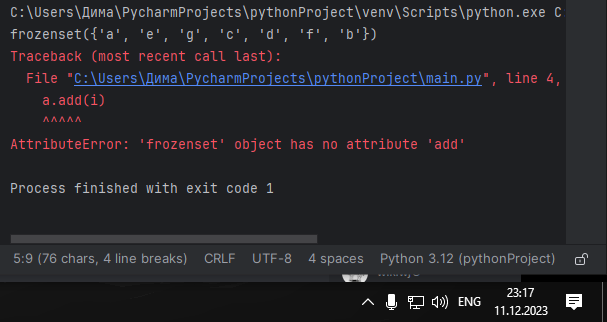 C:\Users\Дима\PycharmProjects\pythonProject\venv\Scripts\python.exe C
frozenset({'a', 'e', 'g', 'c', 'd', 'f', 'b'})
Traceback (most recent call last):
  File "C:\Users\Дима\PycharmProjects\pythonProject\main.py", line 4,
    a.add(i)
    ^^^^^
AttributeError: 'frozenset' object has no attribute 'add'
Process finished with exit code 1
5:9 (76 chars, 4 line breaks) CRLF UTF-8 4 spaces Python 3.12 (pythonProject)
ENG 23:17
11.12.2023